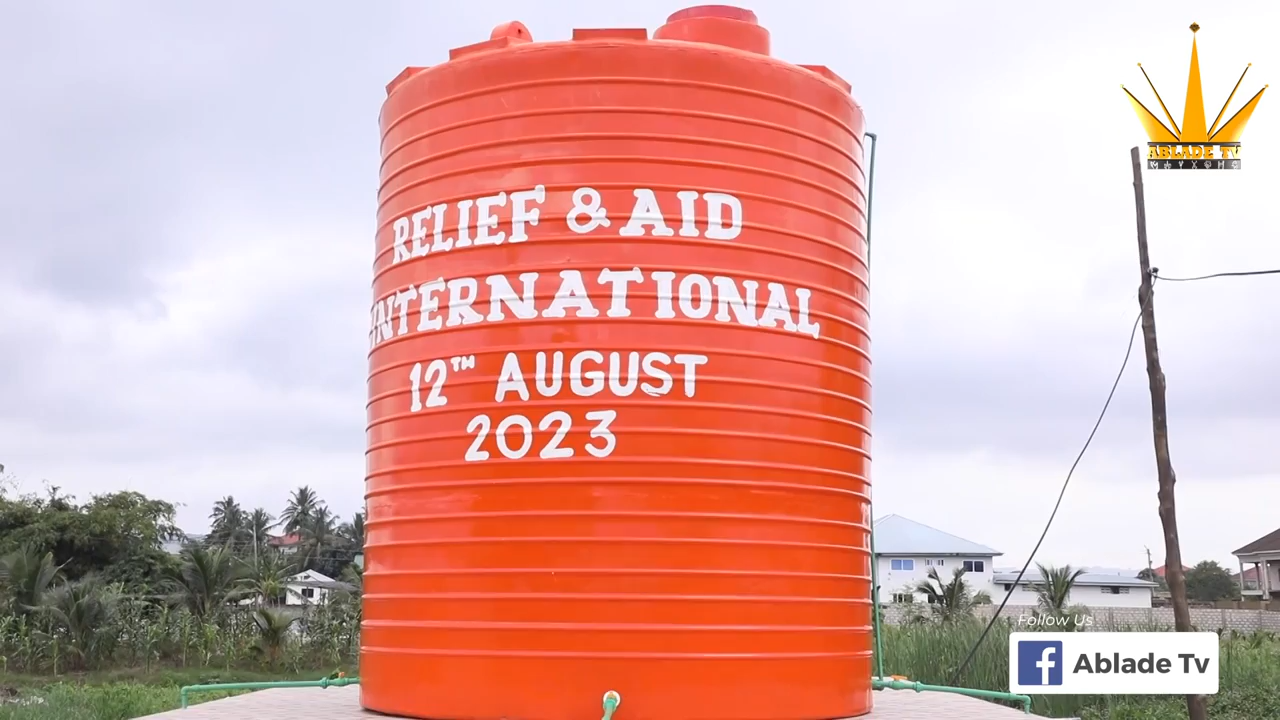 ABLADE TV
RELIEF & AID
INTERNATIONAL
12TH AUGUST
2023
Follow Us
Ablade Tv